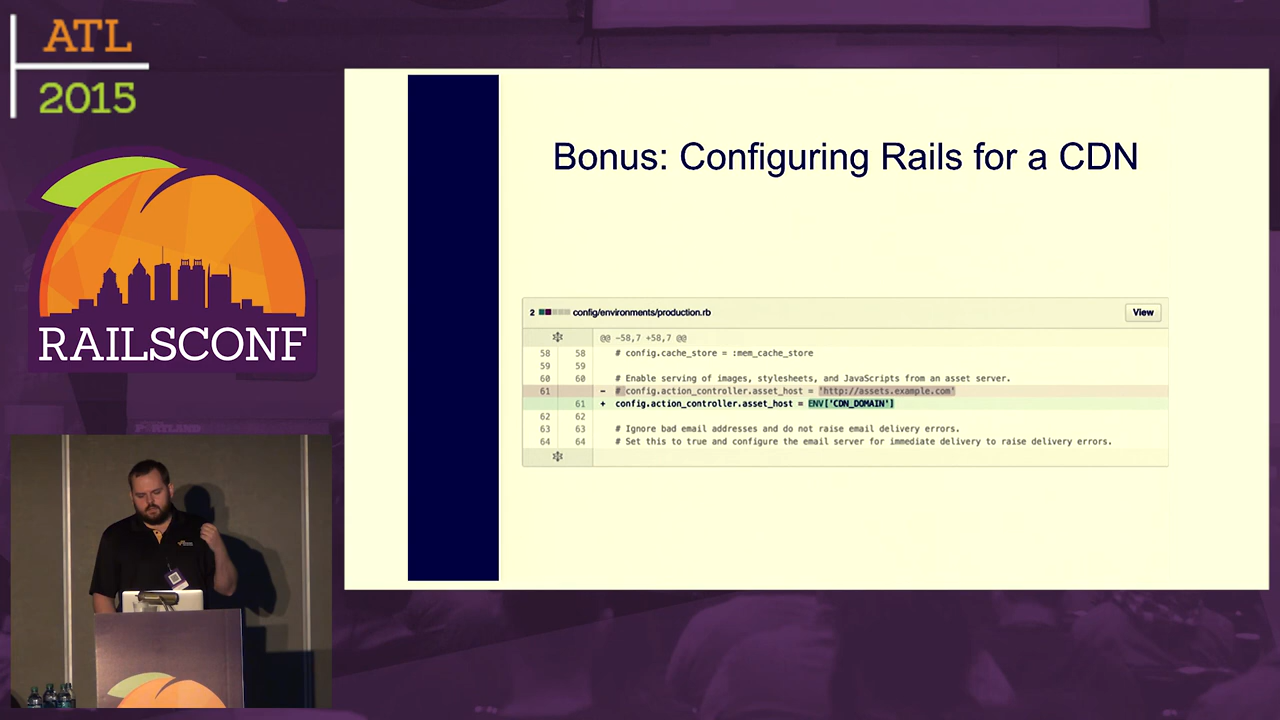 ATL
2015
RAILSCONF
Bonus: Configuring Rails for a CDN
2 config/environments/production.rb View
@@ -58,7 +58,7 @@
58 58 # config.cache_store = :mem_cache_store
59 59
60 60 # Enable serving of images, stylesheets, and JavaScripts from an asset server.
61 - # config.action_controller.asset_host = 'http://assets.example.com'
61 + config.action_controller.asset_host = ENV['CDN_DOMAIN']
62 62
63 63 # Ignore bad email addresses and do not raise email delivery errors.
64 64 # Set this to true and configure the email server for immediate delivery to raise delivery errors.
PORTLAND